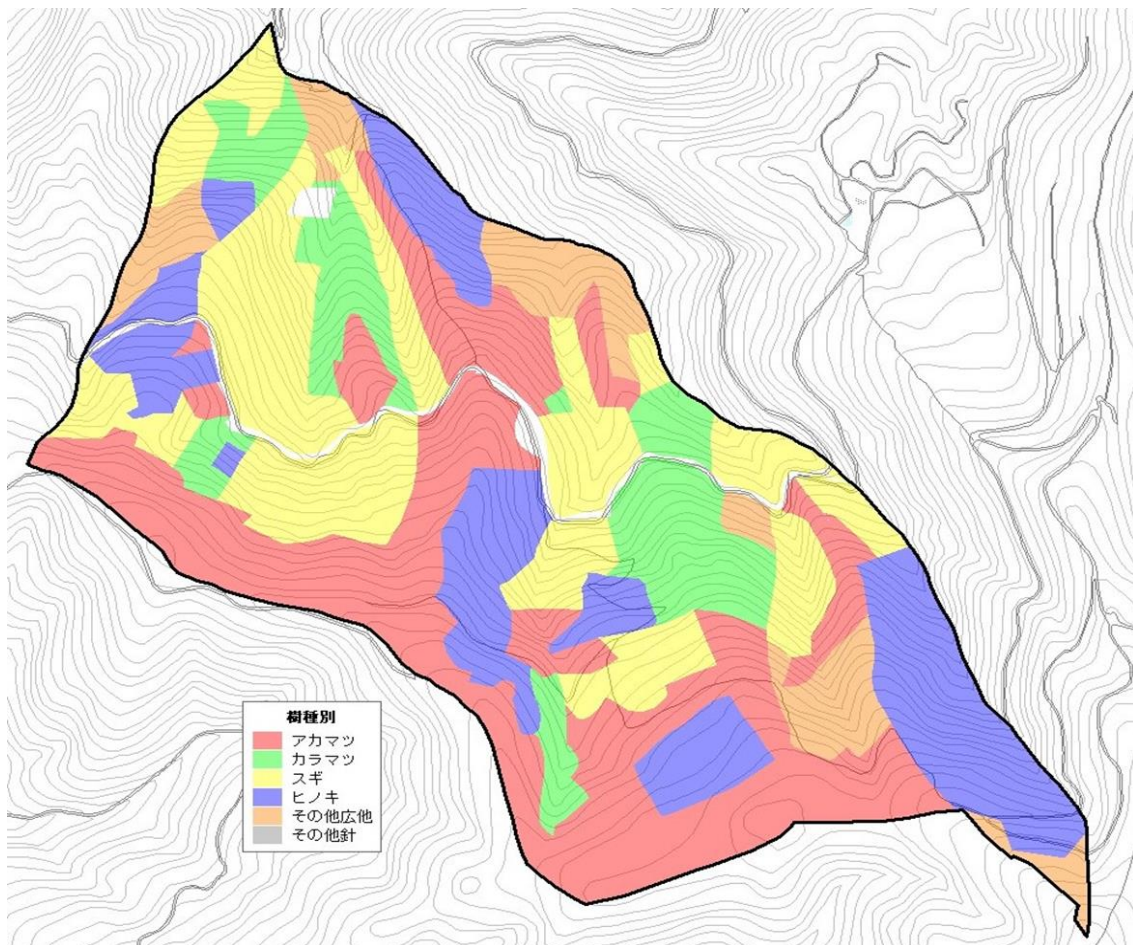 樹種別
アカマツ
カラマツ
スギ
ヒノキ
その他広他
その他針